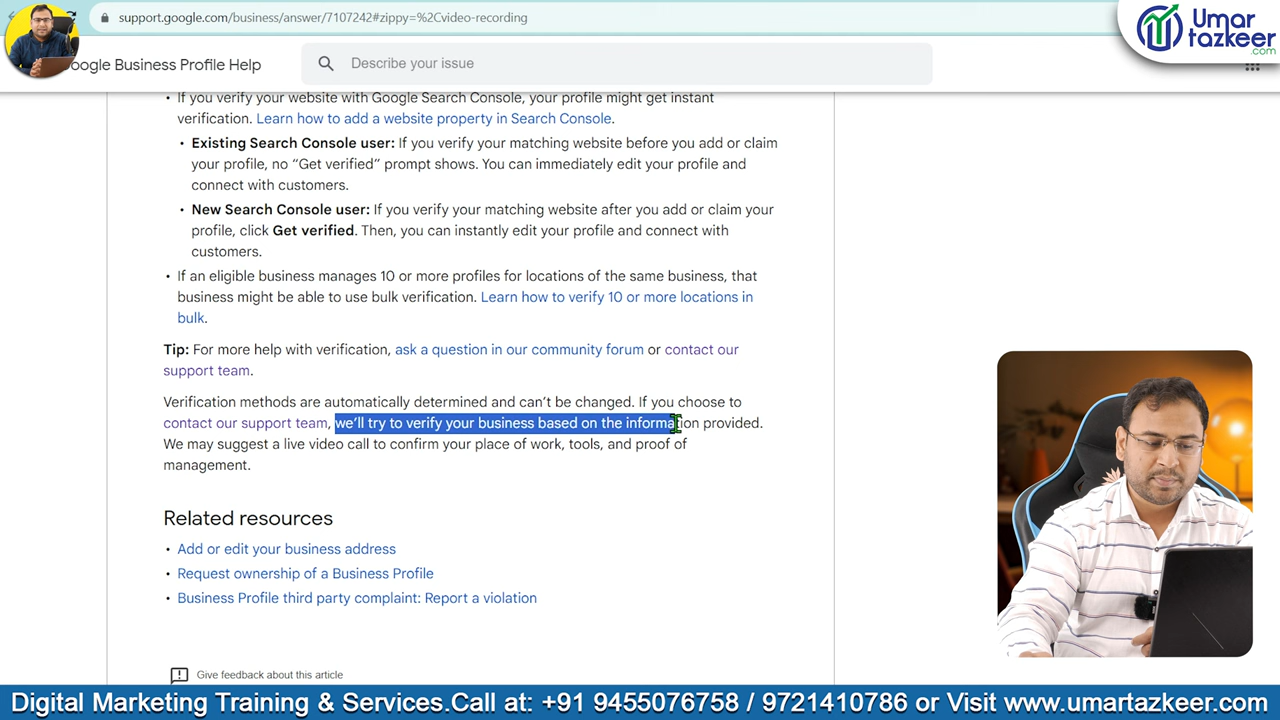 support.google.com/business/answer/7107242#zippy=%2Cvideo-recording
Umar
tazkeer
.com
oogle Business Profile Help
Describe your issue
• If you verify your website with Google Search Console, your profile might get instant
verification. Learn how to add a website property in Search Console.
• Existing Search Console user: If you verify your matching website before you add or claim
your profile, no “Get verified” prompt shows. You can immediately edit your profile and
connect with customers.
• New Search Console user: If you verify your matching website after you add or claim your
profile, click Get verified. Then, you can instantly edit your profile and connect with
customers.
• If an eligible business manages 10 or more profiles for locations of the same business, that
business might be able to use bulk verification. Learn how to verify 10 or more locations in
bulk.
Tip: For more help with verification, ask a question in our community forum or contact our
support team.
Verification methods are automatically determined and can’t be changed. If you choose to
contact our support team, we’ll try to verify your business based on the information provided.
We may suggest a live video call to confirm your place of work, tools, and proof of
management.
Related resources
• Add or edit your business address
• Request ownership of a Business Profile
• Business Profile third party complaint: Report a violation
Give feedback about this article
Digital Marketing Training & Services.Call at: +91 9455076758 / 9721410786 or Visit www.umartazkeer.com